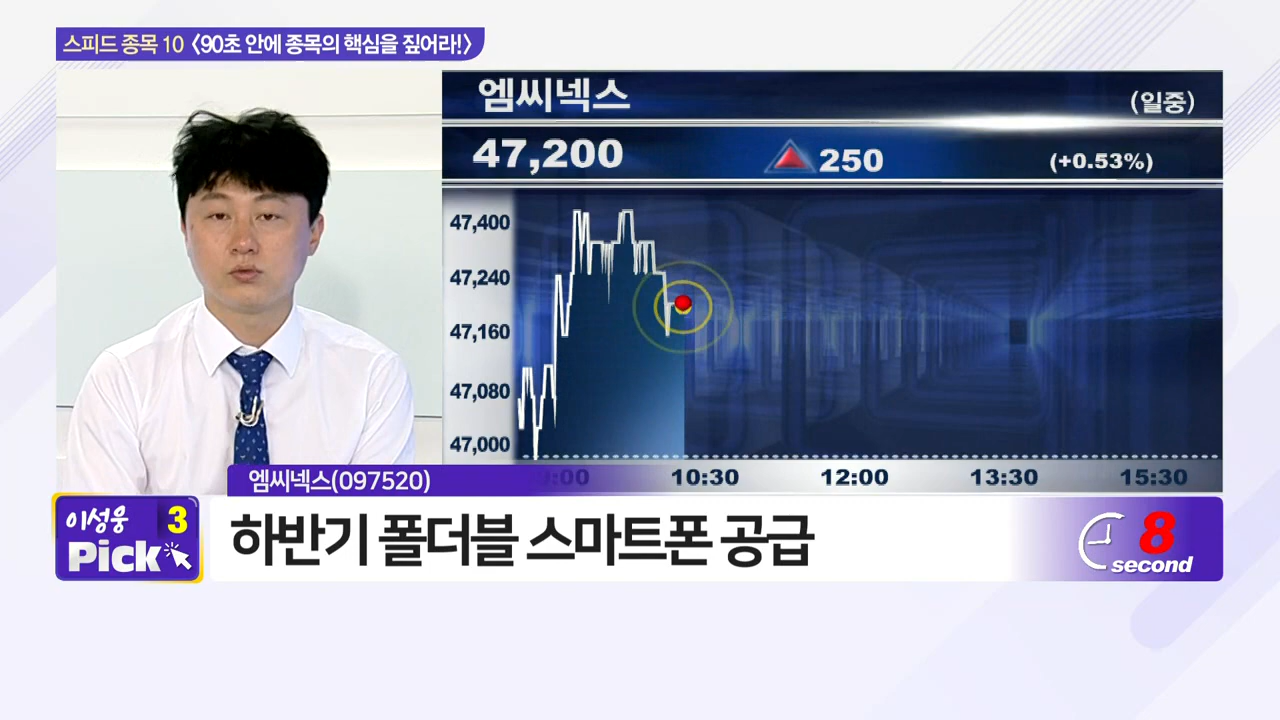 스피드 종목 10 <90초 안에 종목의 핵심을 짚어라!>
엠씨넥스
(일중)
47,200
▲ 250
(+0.53%)
47,400
47,240
47,160
47,080
47,000
9:00 10:30 12:00 13:30 15:30
엠씨넥스(097520)
이성웅 3
Pick
하반기 폴더블 스마트폰 공급
8
second